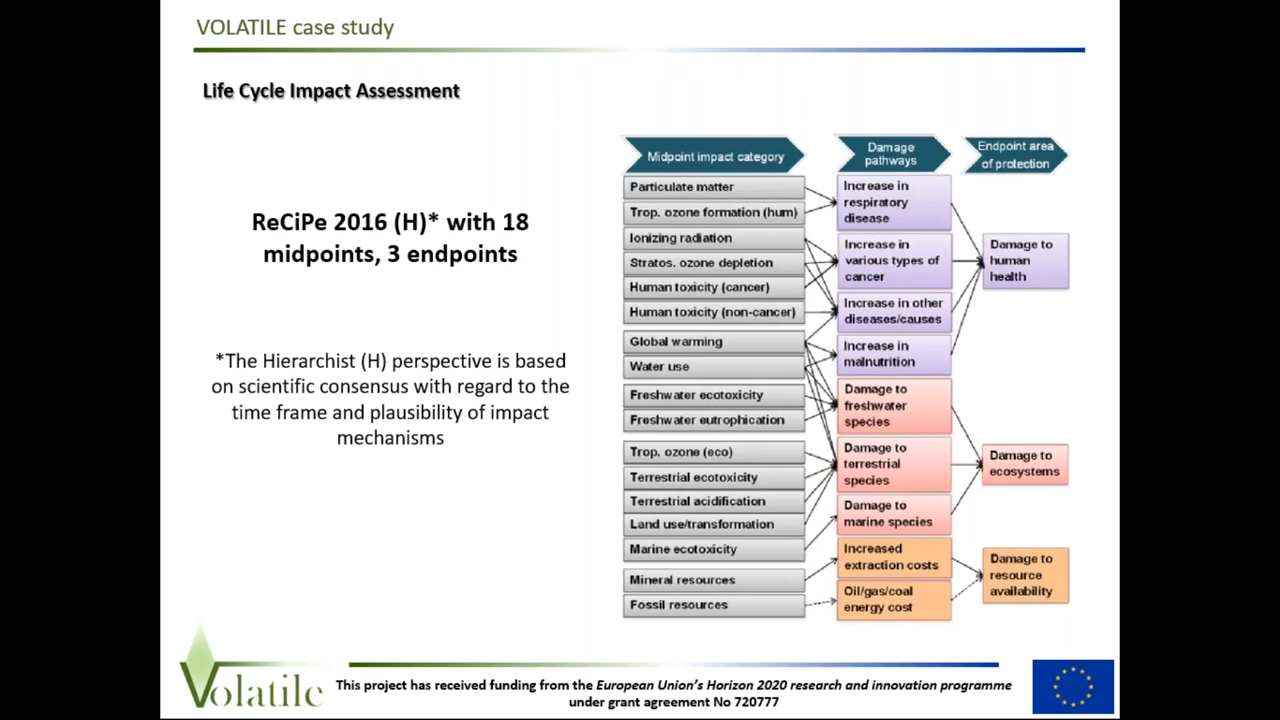 VOLATILE case study
Life Cycle Impact Assessment
ReCiPe 2016 (H)* with 18
midpoints, 3 endpoints
*The Hierarchist (H) perspective is based
on scientific consensus with regard to the
time frame and plausibility of impact
mechanisms
Midpoint impact category
Particulate matter
Trop. ozone formation (hum)
Ionizing radiation
Stratos. ozone depletion
Human toxicity (cancer)
Human toxicity (non-cancer)
Global warming
Water use
Freshwater ecotoxicity
Freshwater eutrophication
Trop. ozone (eco)
Terrestrial ecotoxicity
Terrestrial acidification
Land use/transformation
Marine ecotoxicity
Mineral resources
Fossil resources
Damage
pathways
Increase in
respiratory
disease
Increase in
various types of
cancer
Increase in other
diseases/causes
Increase in
malnutrition
Damage to
freshwater
species
Damage to
terrestrial
species
Damage to
marine species
Increased
extraction costs
Oil/gas/coal
energy cost
Endpoint area
of protection
Damage to
human
health
Damage to
ecosystems
Damage to
resource
availability
Volatile
This project has received funding from the European Union's Horizon 2020 research and innovation programme
under grant agreement No 720777